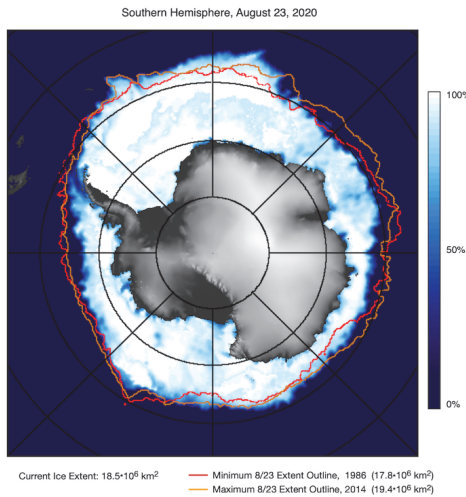 Southern Hemisphere, August 23, 2020
100%
50%
0%
Current Ice Extent: 18.5•10⁶ km²
Minimum 8/23 Extent Outline, 1986 (17.8•10⁶ km²)
Maximum 8/23 Extent Outline, 2014 (19.4•10⁶ km²)